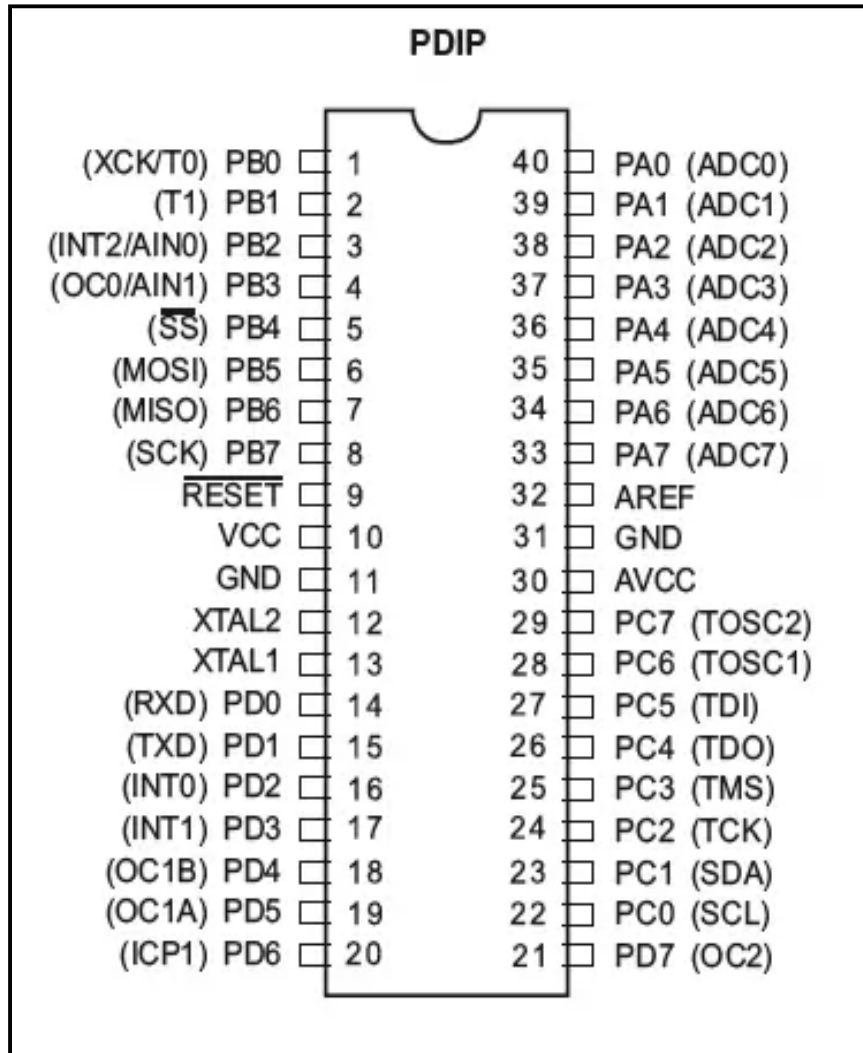 PDIP
(XCK/T0) PB0 1 40 PA0 (ADC0)
(T1) PB1 2 39 PA1 (ADC1)
(INT2/AIN0) PB2 3 38 PA2 (ADC2)
(OC0/AIN1) PB3 4 37 PA3 (ADC3)
(SS) PB4 5 36 PA4 (ADC4)
(MOSI) PB5 6 35 PA5 (ADC5)
(MISO) PB6 7 34 PA6 (ADC6)
(SCK) PB7 8 33 PA7 (ADC7)
RESET 9 32 AREF
VCC 10 31 GND
GND 11 30 AVCC
XTAL2 12 29 PC7 (TOSC2)
XTAL1 13 28 PC6 (TOSC1)
(RXD) PD0 14 27 PC5 (TDI)
(TXD) PD1 15 26 PC4 (TDO)
(INT0) PD2 16 25 PC3 (TMS)
(INT1) PD3 17 24 PC2 (TCK)
(OC1B) PD4 18 23 PC1 (SDA)
(OC1A) PD5 19 22 PC0 (SCL)
(ICP1) PD6 20 21 PD7 (OC2)